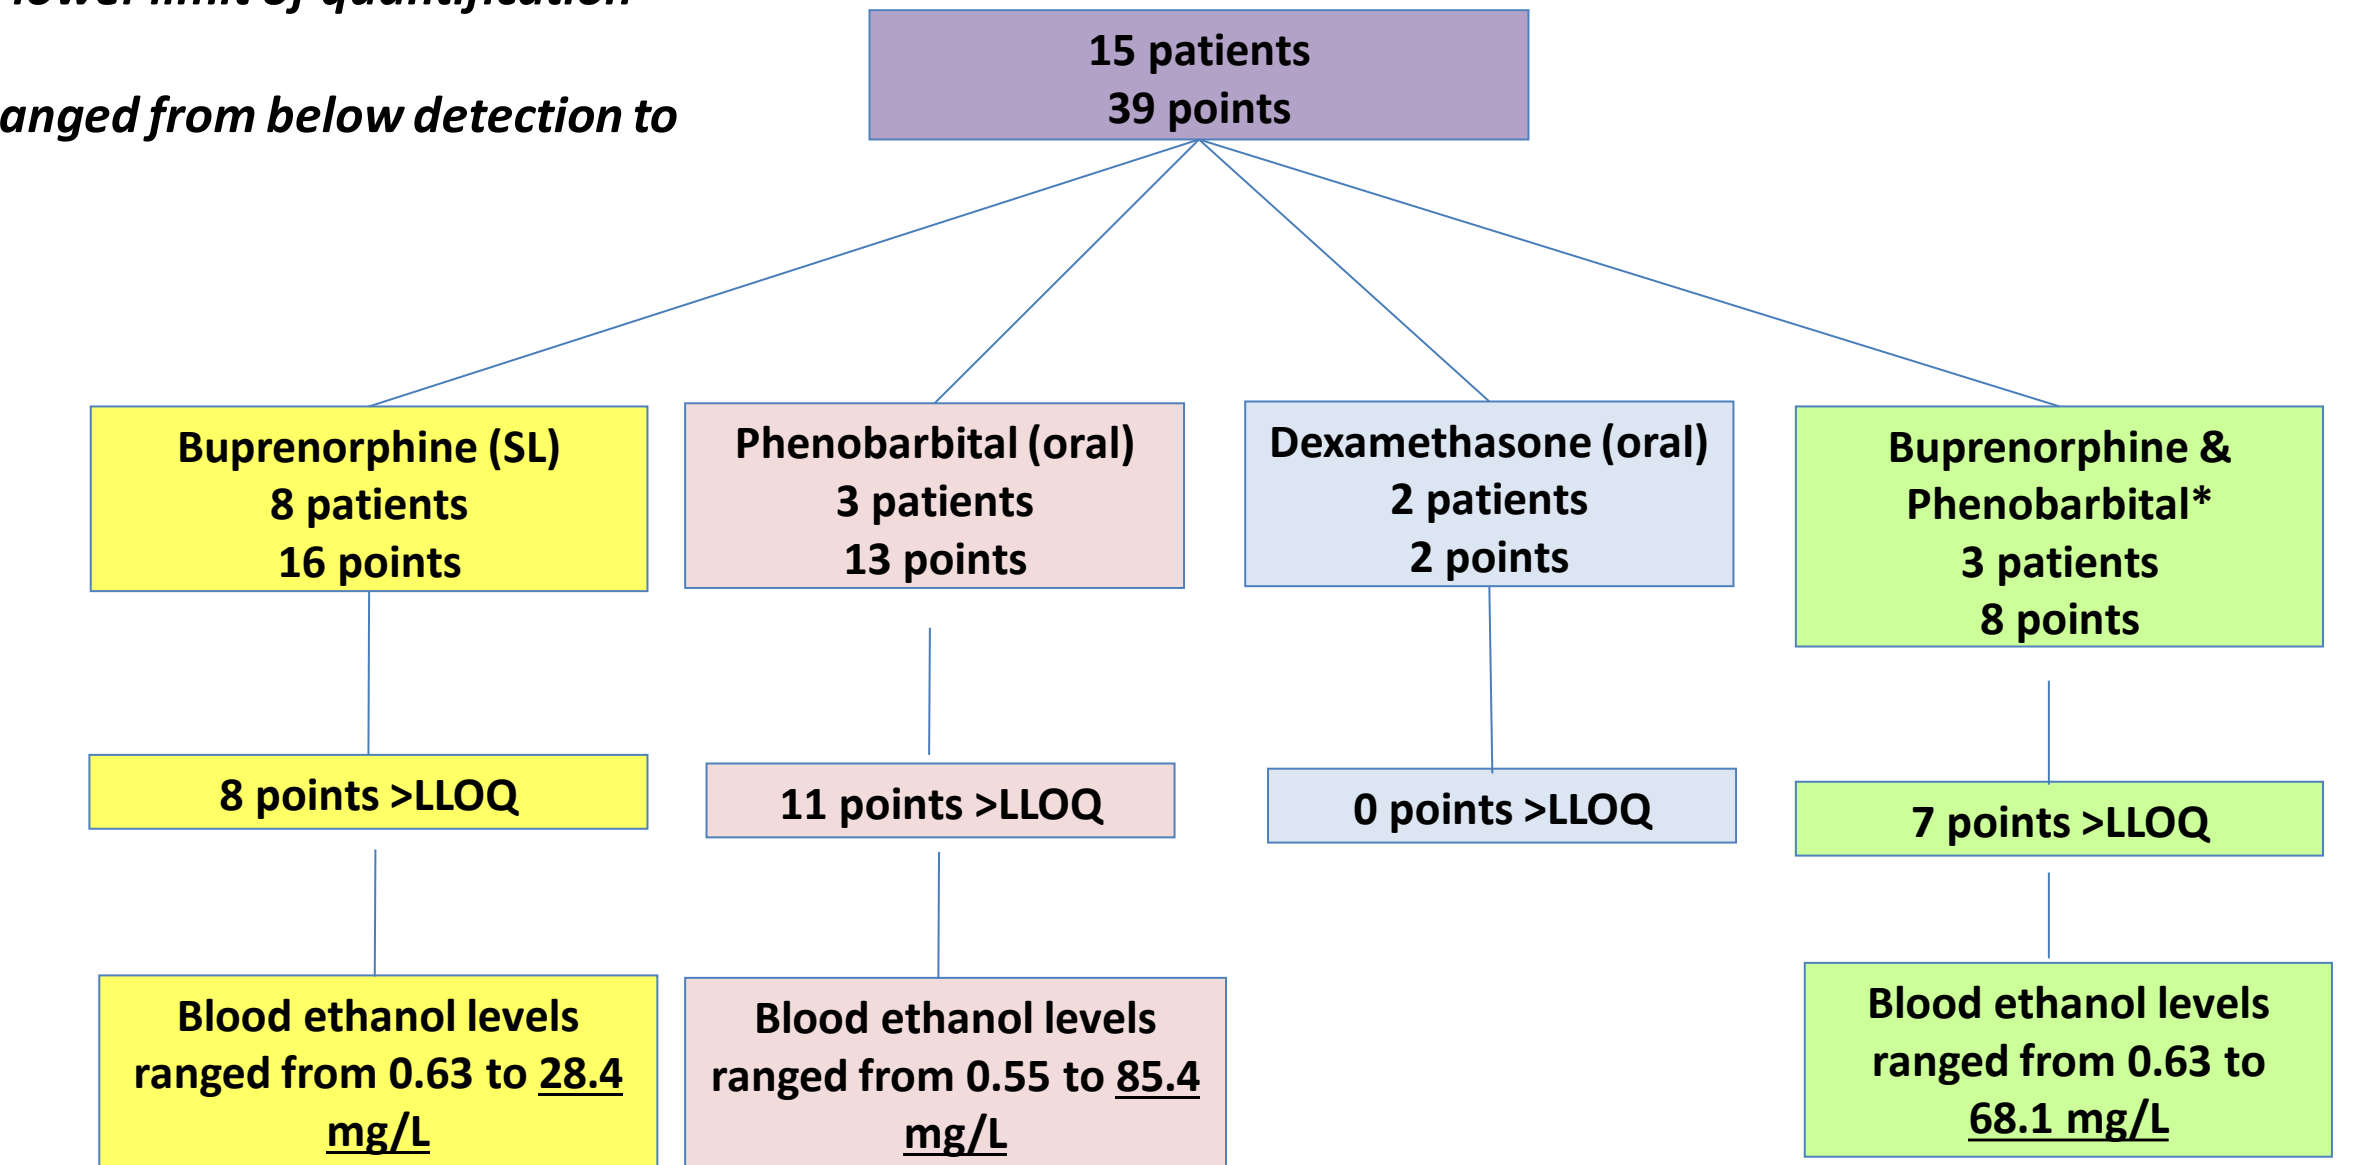 lower limit of quantification
anged from below detection to
15 patients
39 points
Buprenorphine (SL)
8 patients
16 points
Phenobarbital (oral)
3 patients
13 points
Dexamethasone (oral)
2 patients
2 points
Buprenorphine &
Phenobarbital*
3 patients
8 points
8 points >LLOQ
11 points >LLOQ
0 points >LLOQ
7 points >LLOQ
Blood ethanol levels
ranged from 0.63 to 28.4
mg/L
Blood ethanol levels
ranged from 0.55 to 85.4
mg/L
Blood ethanol levels
ranged from 0.63 to
68.1 mg/L